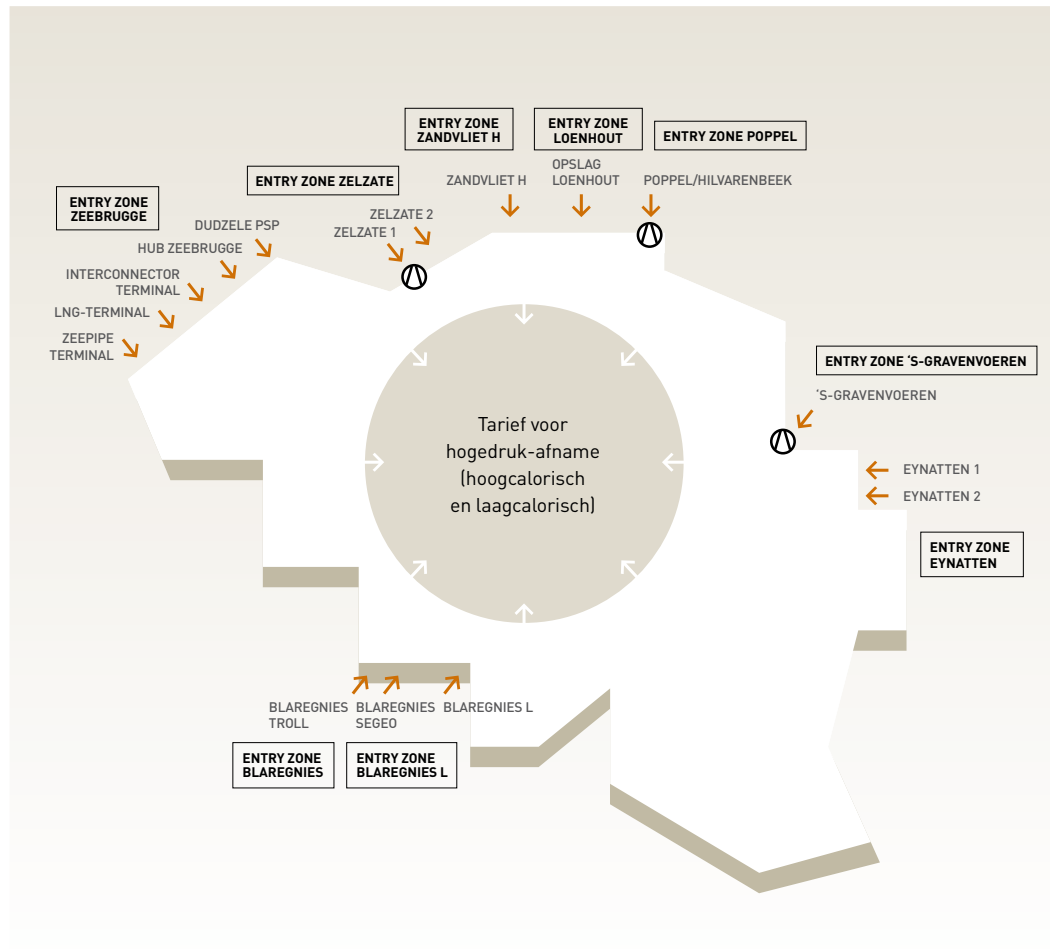 ENTRY ZONE
ZANDVLIET H
ENTRY ZONE
LOENHOUT
ENTRY ZONE POPPEL
OPSLAG
LOENHOUT
ZANDVLIET H
POPPEL/HILVARENBEEK
ENTRY ZONE ZELZATE
ENTRY ZONE
ZEEBRUGGE
ZELZATE 2
ZELZATE 1
DUDZELE PSP
HUB ZEEBRUGGE
INTERCONNECTOR
TERMINAL
LNG-TERMINAL
ZEEPIPE
TERMINAL
ENTRY ZONE ‘S-GRAVENVOEREN
‘S-GRAVENVOEREN
Tarief voor
hogedruk-afname
(hoogcalorisch
en laagcalorisch)
EYNATTEN 1
EYNATTEN 2
ENTRY ZONE
EYNATTEN
BLAREGNIES
TROLL
BLAREGNIES
SEGEO
BLAREGNIES L
ENTRY ZONE
BLAREGNIES
ENTRY ZONE
BLAREGNIES L